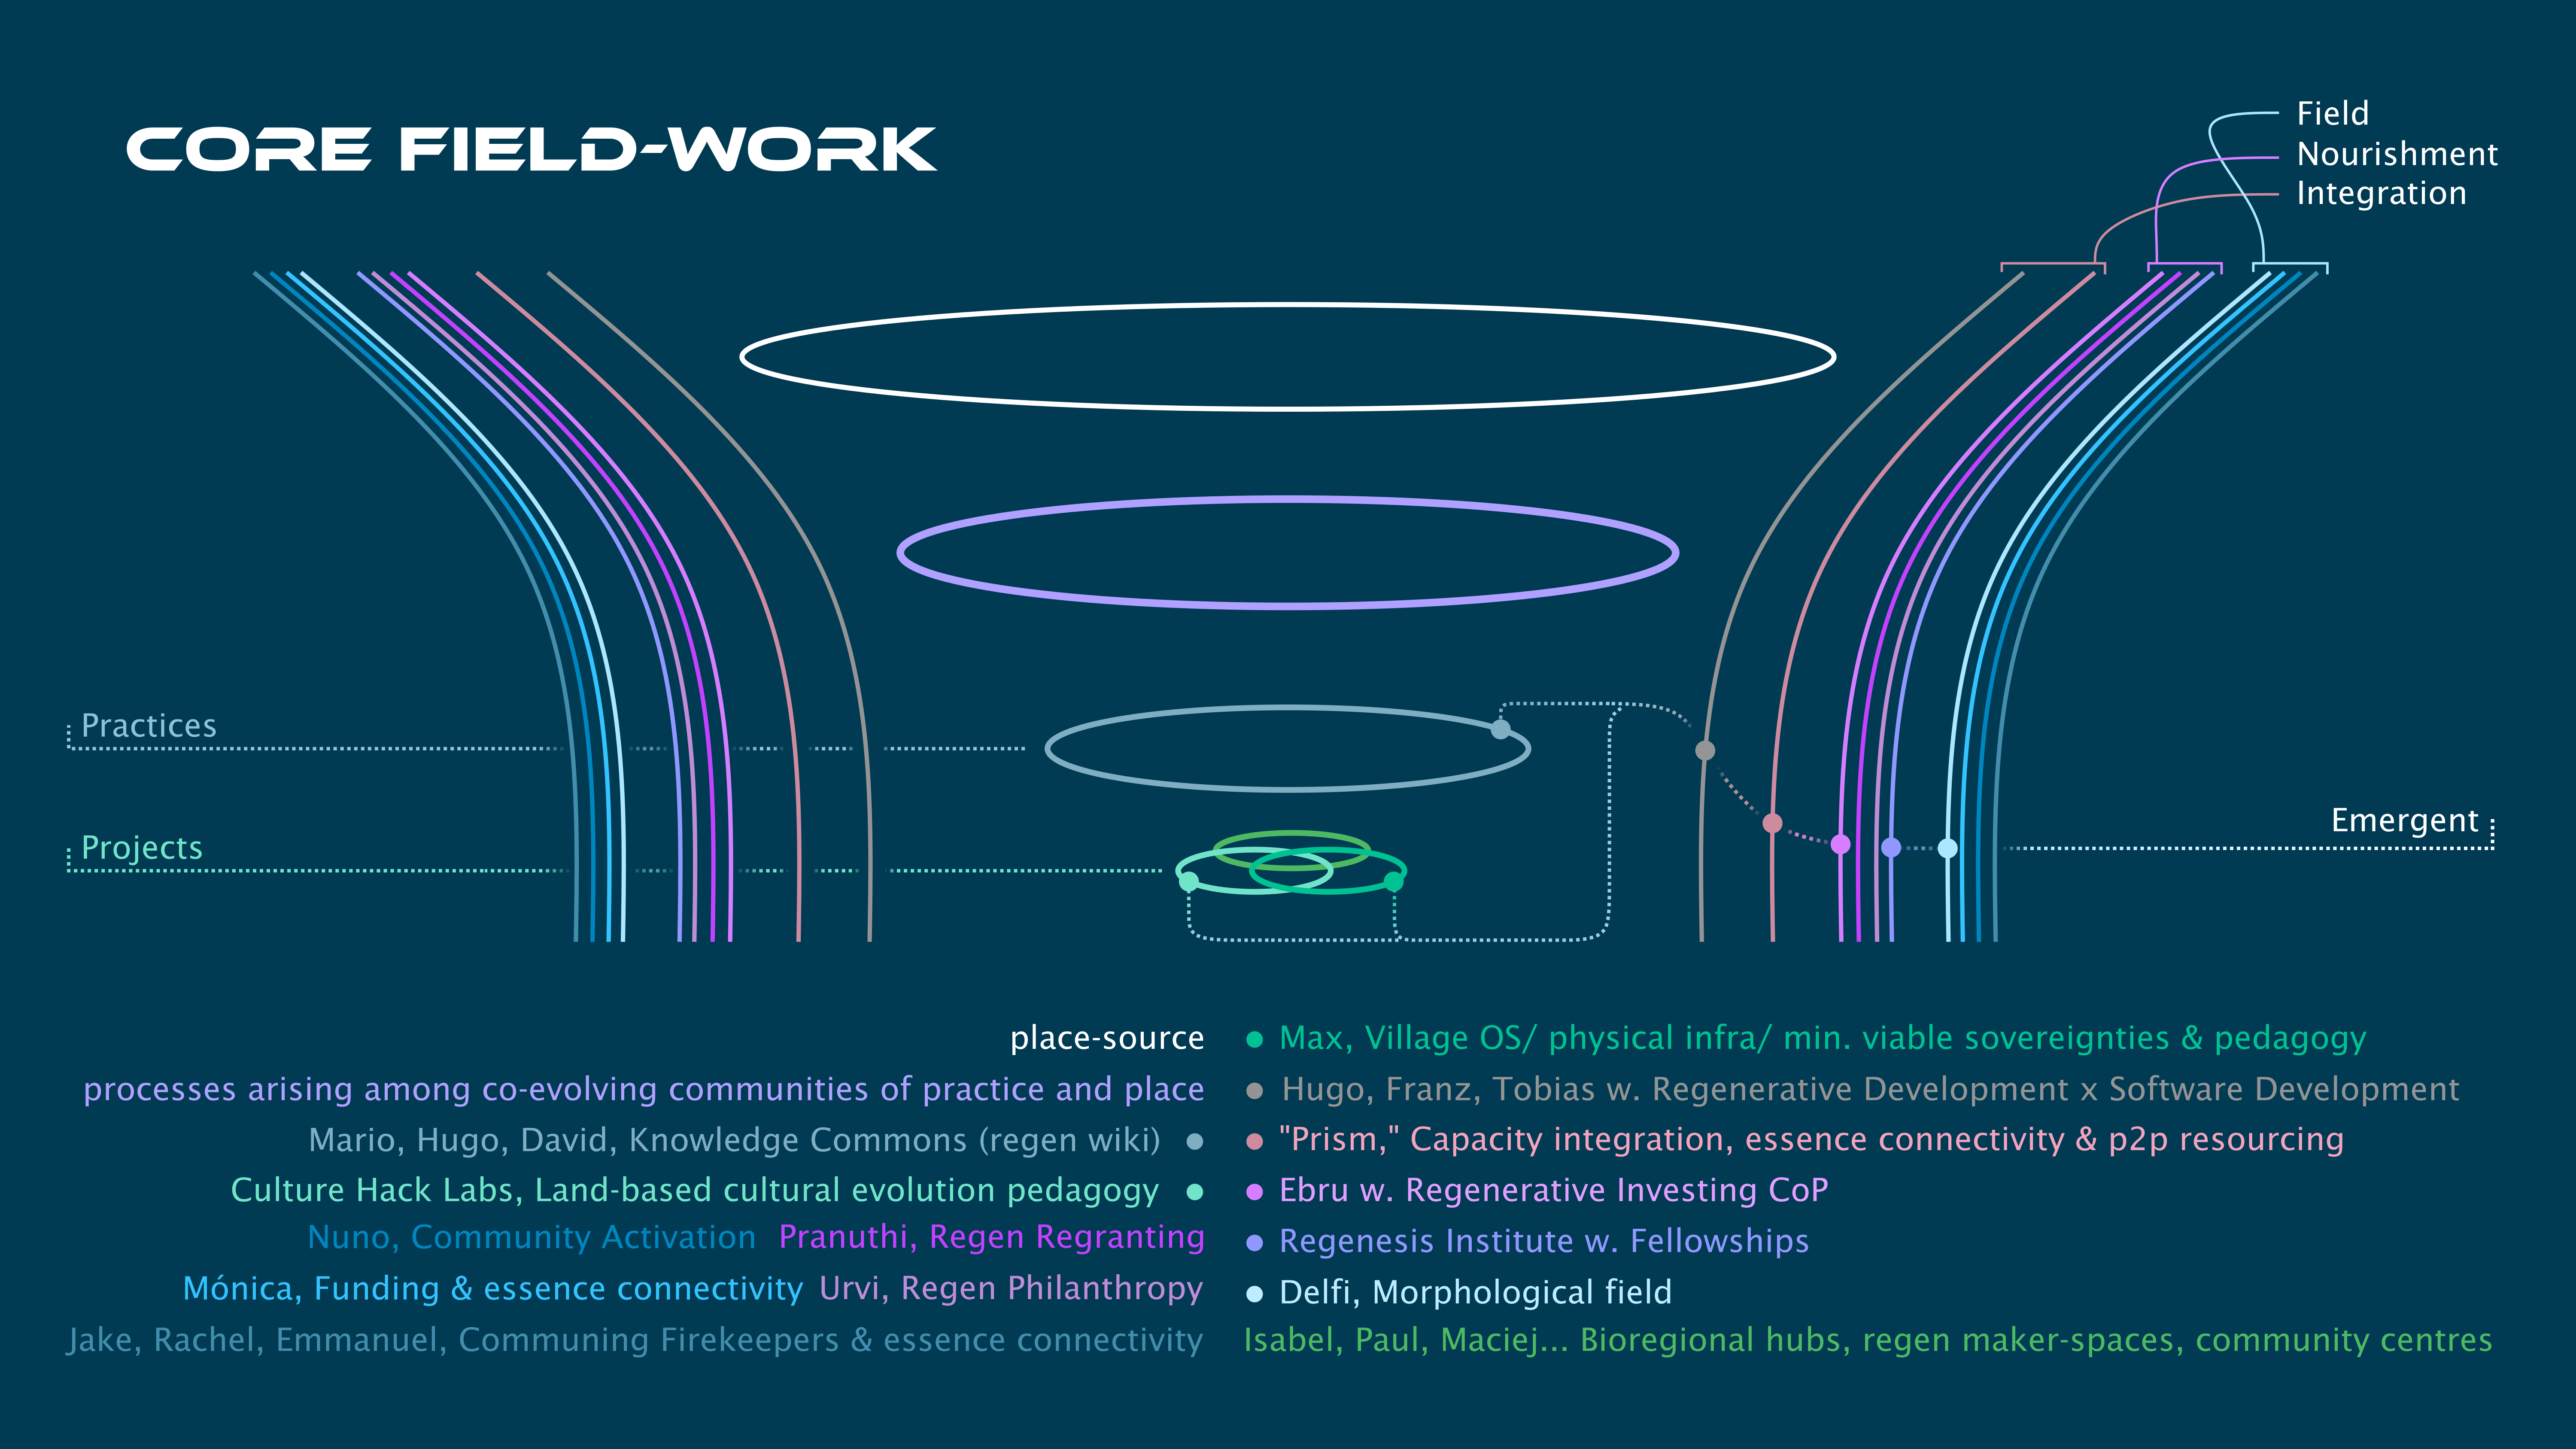 CORE FIELD-WORK
Field
Nourishment
Integration
Practices
Projects
Emergent
place-source
processes arising among co-evolving communities of practice and place
Mario, Hugo, David, Knowledge Commons (regen wiki)
Culture Hack Labs, Land-based cultural evolution pedagogy
Nuno, Community Activation Pranuthi, Regen Regranting
Mónica, Funding & essence connectivity Urvi, Regen Philanthropy
Jake, Rachel, Emmanuel, Communing Firekeepers & essence connectivity
Max, Village OS/ physical infra/ min. viable sovereignties & pedagogy
Hugo, Franz, Tobias w. Regenerative Development x Software Development
"Prism," Capacity integration, essence connectivity & p2p resourcing
Ebru w. Regenerative Investing CoP
Regenesis Institute w. Fellowships
Delfi, Morphological field
Isabel, Paul, Maciej... Bioregional hubs, regen maker-spaces, community centres